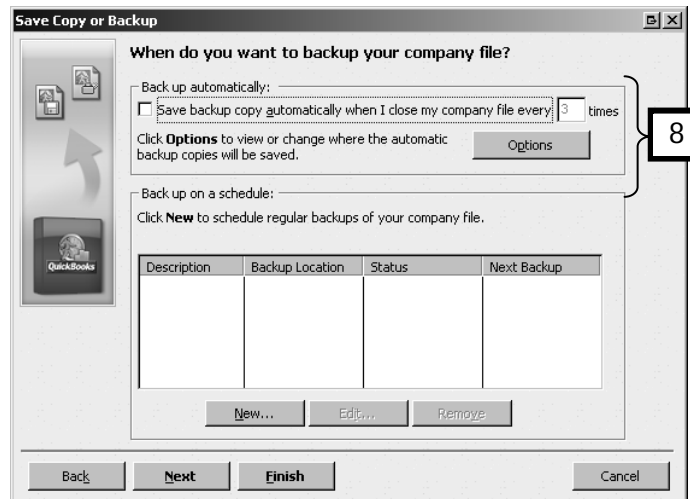 Save Copy or Backup
When do you want to backup your company file?
Back up automatically:
Save backup copy automatically when I close my company file every 3 times
Click Options to view or change where the automatic
backup copies will be saved.
Options
8
Back up on a schedule:
Click New to schedule regular backups of your company file.
QuickBooks
Description Backup Location Status Next Backup
New... Edit... Remove
Back Next Finish Cancel